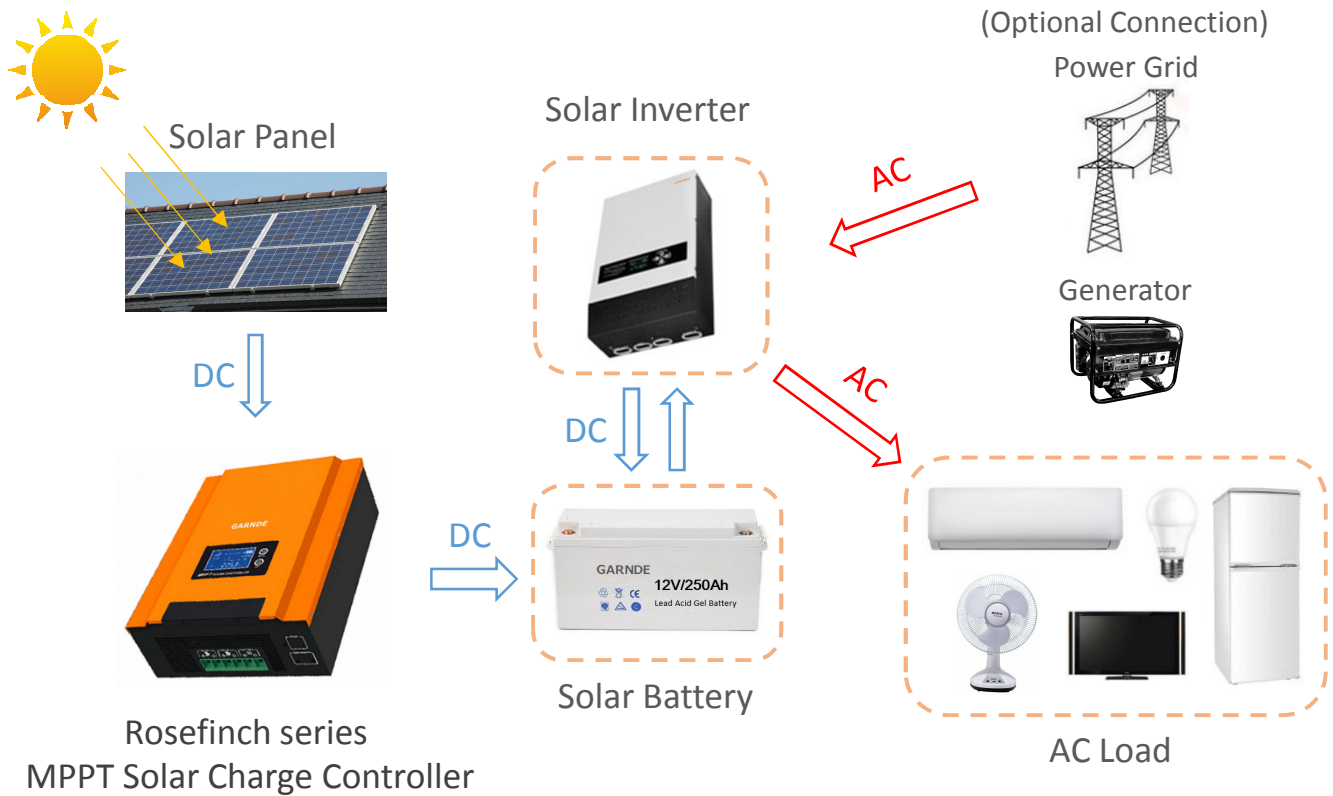 (Optional Connection)
Power Grid
Solar Inverter
Solar Panel
AC
Generator
DC
AC
DC
GARNDE
DC
GARNDE
12V/250Ah
Lead Acid Gel Battery
Solar Battery
Rosefinch series
MPPT Solar Charge Controller
AC Load